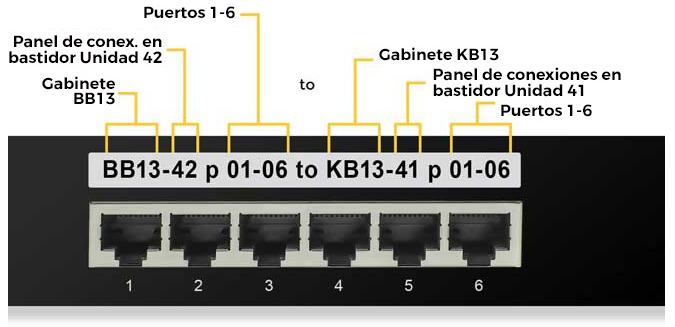 Puertos 1-6
Panel de conex. en
bastidor Unidad 42
Gabinete
BB13
to
Gabinete KB13
Panel de conexiones en
bastidor Unidad 41
Puertos 1-6
BB13-42 p 01-06 to KB13-41 p 01-06
1 2 3 4 5 6